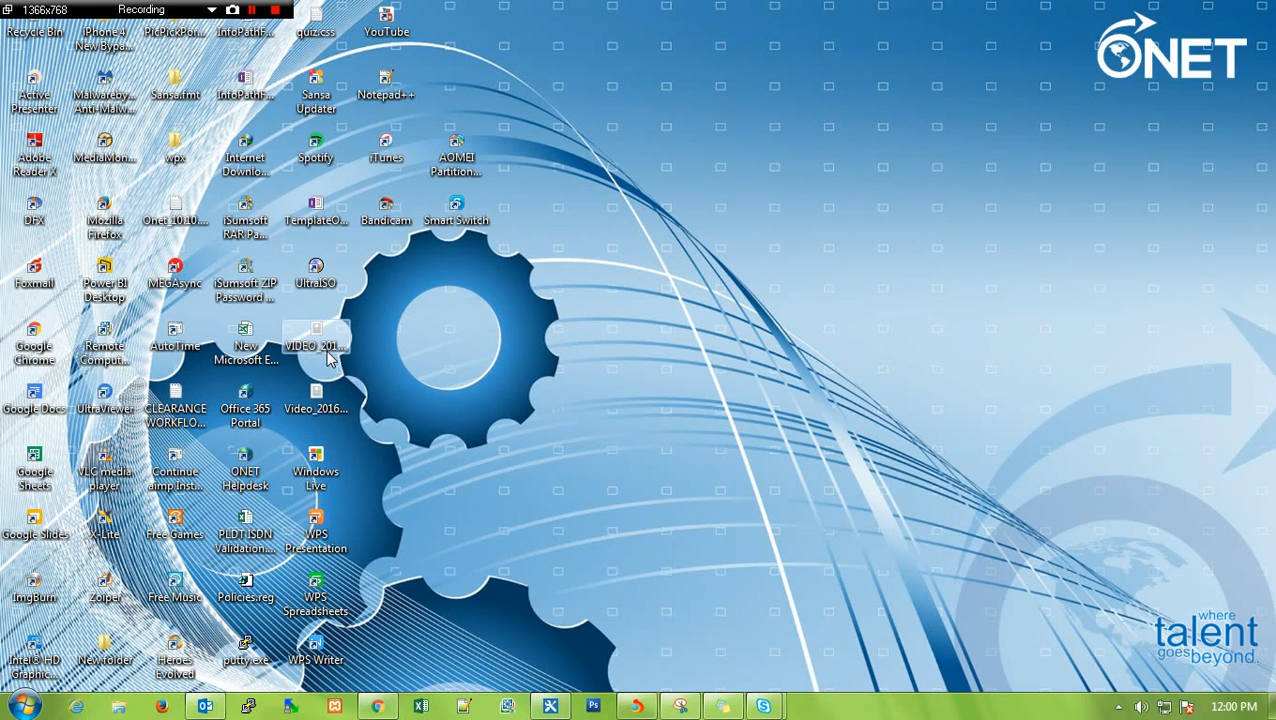 1366x768 Recording
Recycle Bin
iPhone 4
New Bypa...
PicPickPor...
InfoPathF...
quiz.css
YouTube
ONET
Active
Presenter
Malwareby...
Anti-Malw...
Sansa.fmt
InfoPathF...
Sansa
Updater
Notepad++
Adobe
Reader X
MediaMon...
wpx
Internet
Downlo...
Spotify
iTunes
AOMEI
Partition...
DFX
Mozilla
Firefox
Onet_10.10....
iSumsoft
RAR Pa...
TemplateO...
Bandicam
Smart Switch
Foxmail
Power BI
Desktop
MEGAsync
iSumsoft ZIP
Password ...
UltraISO
Google
Chrome
Remote
Comput...
AutoTime
New
Microsoft E...
VIDEO_201...
Google Docs
UltraViewer
CLEARANCE
WORKFLO...
Office 365
Portal
Video_2016...
Google
Sheets
VLC media
player
Continue
aimp Inst...
ONET
Helpdesk
Windows
Live
Google Slides
X-Lite
Free Games
PLDT ISDN
Validation...
WPS
Presentation
ImgBurn
Zoiper
Free Music
Policies.reg
WPS
Spreadsheets
Intel® HD
Graphic...
New folder
Heroes
Evolved
putty.exe
WPS Writer
where
talent
goes beyond.
12:00 PM